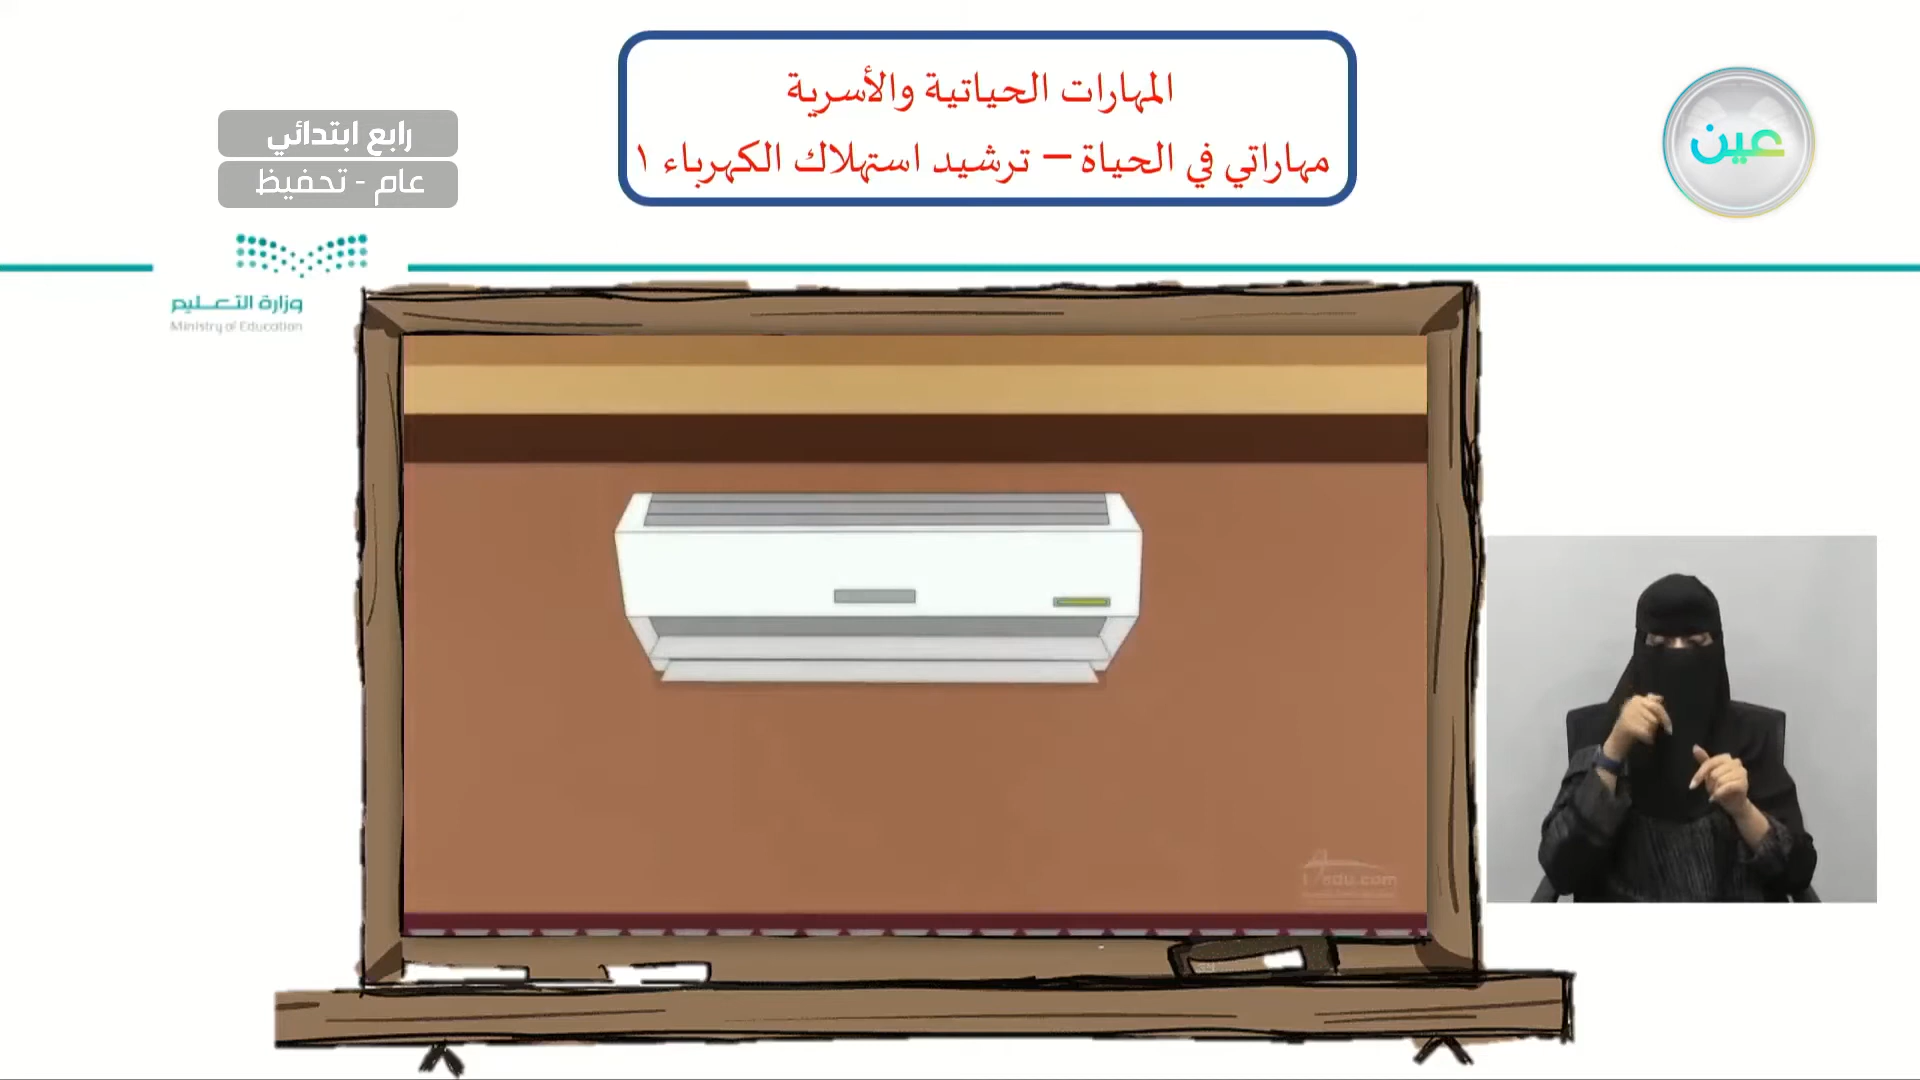 المهارات الحياتية والأسرية
مهاراتي في الحياة – ترشيد استهلاك الكهرباء ١
رابع ابتدائي
عام - تحفيظ
عين
وزارة التعليم
Ministry of Education